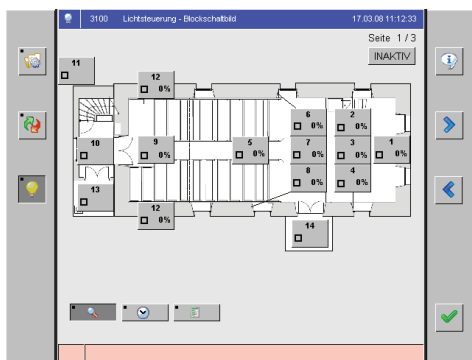 3100 Lichtsteuerung - Blockschaltbild 17.03.08 11:12:33
Seite 1 / 3
INAKTIV
11
12
0%
6 2
0% 0%
10 9 5 7 3 1
0% 0% 0% 0% 0%
8 4
0% 0%
13
12
0%
14